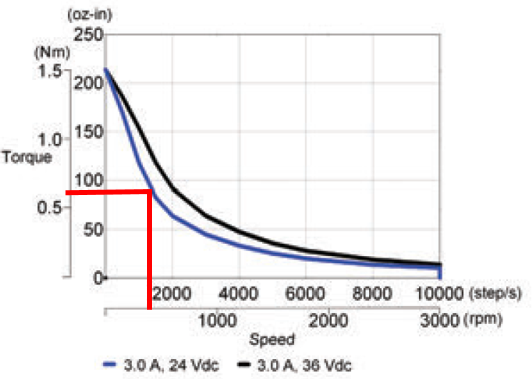 (oz-in)
250
(Nm)
1.5
200
150
1.0
Torque
100
0.5
50
0
2000 4000 6000 8000 10000 (step/s)
1000 2000 3000 (rpm)
Speed
3.0 A, 24 Vdc 3.0 A, 36 Vdc